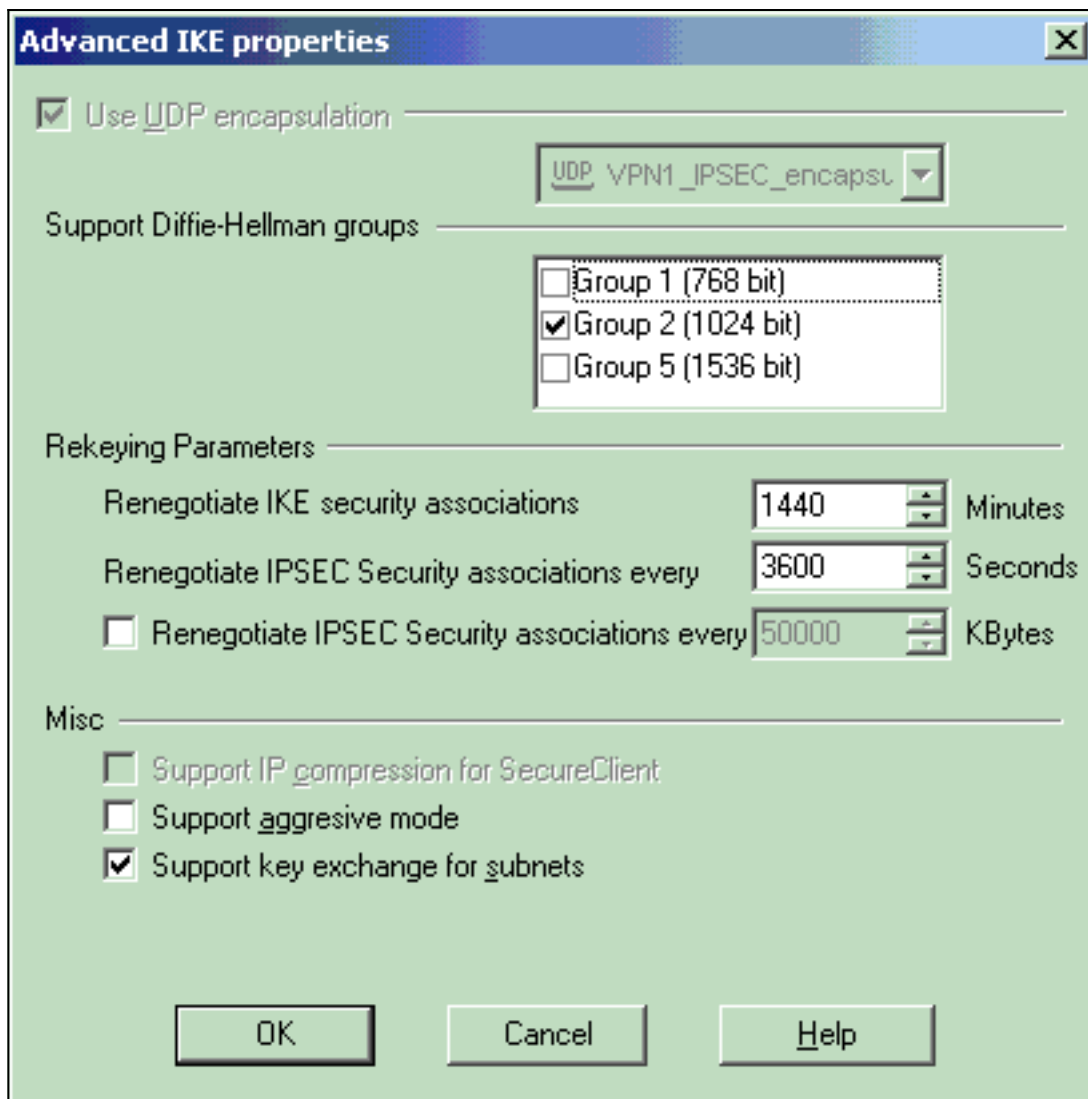 Advanced IKE properties
Use UDP encapsulation
UDP VPN1_IPSEC_encapsu
Support Diffie-Hellman groups
Group 1 (768 bit)
Group 2 (1024 bit)
Group 5 (1536 bit)
Rekeying Parameters
Renegotiate IKE security associations 1440 Minutes
Renegotiate IPSEC Security associations every 3600 Seconds
Renegotiate IPSEC Security associations every 50000 KBytes
Misc
Support IP compression for SecureClient
Support aggresive mode
Support key exchange for subnets
OK Cancel Help